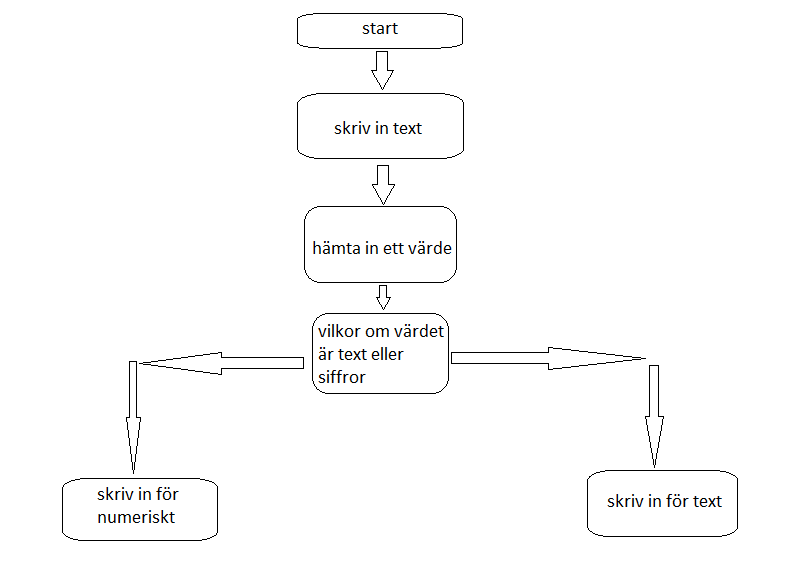 start
skriv in text
hämta in ett värde
vilkor om värdet
är text eller
siffror
skriv in för
numeriskt
skriv in för text